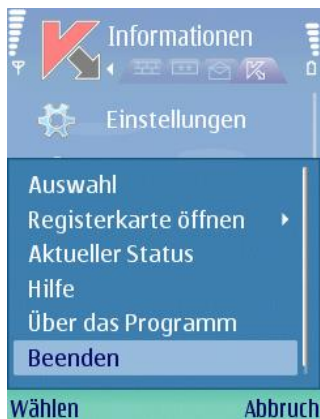 Informationen
Einstellungen
Auswahl
Registerkarte öffnen
Aktueller Status
Hilfe
Über das Programm
Beenden
Wählen Abbruch